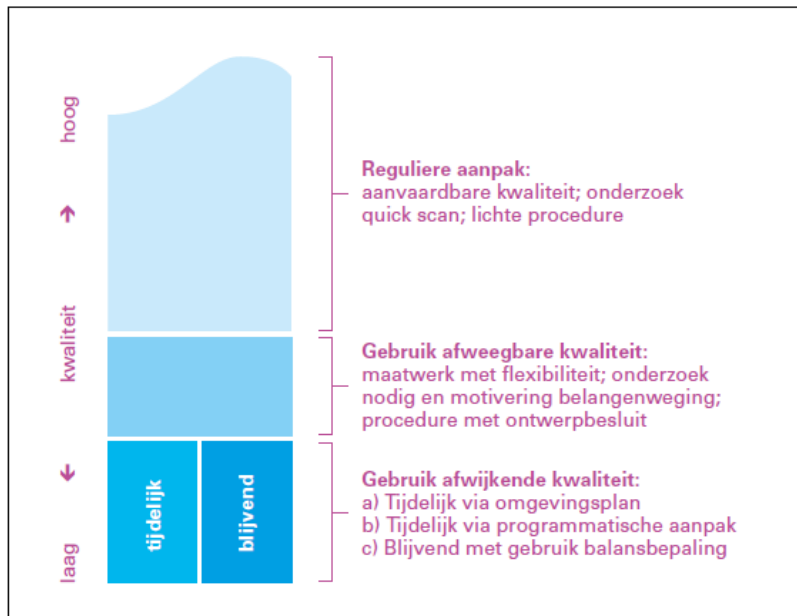 hoog
→
kwaliteit
←
laag
Reguliere aanpak:
aanvaardbare kwaliteit; onderzoek
quick scan; lichte procedure
Gebruik afweegbare kwaliteit:
maatwerk met flexibiliteit; onderzoek
nodig en motivering belangenweging;
procedure met ontwerpbesluit
tijdelijk
blijvend
Gebruik afwijkende kwaliteit:
a) Tijdelijk via omgevingsplan
b) Tijdelijk via programmatische aanpak
c) Blijvend met gebruik balansbepaling